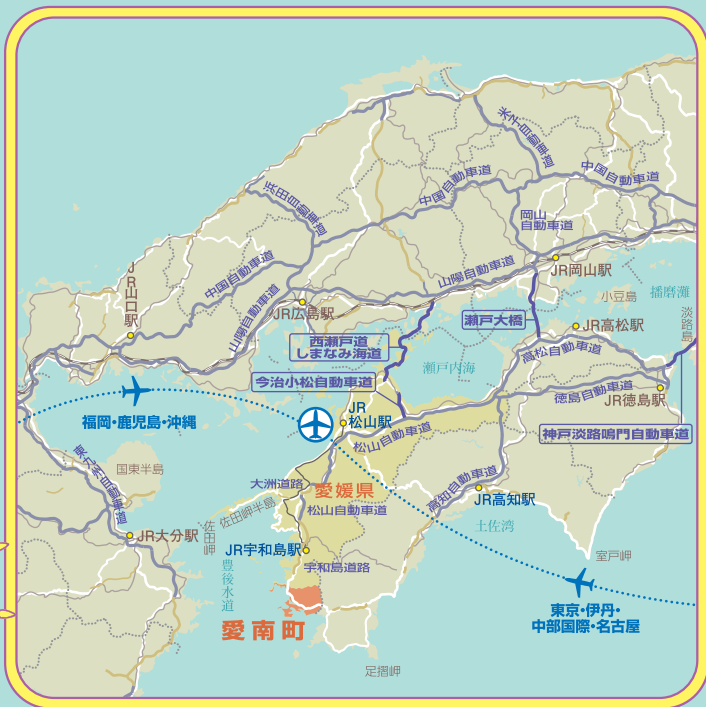 米子自動車道
中国自動車道
中国自動車道
浜田自動車道
岡山
自動車道
JR岡山駅
山陽自動車道
中国自動車道
JR山口駅
山陽自動車道
JR広島駅
小豆島
播磨灘
淡路島
瀬戸大橋
JR高松駅
西瀬戸道
しまなみ海道
瀬戸内海
高松自動車道
今治小松自動車道
徳島自動車道
JR徳島駅
福岡・鹿児島・沖縄
JR
松山駅
松山自動車道
神戸淡路鳴門自動車道
東九州自動車道
国東半島
大洲道路
愛媛県
高知自動車道
JR高知駅
佐田岬半島
佐田岬
松山自動車道
土佐湾
JR大分駅
JR宇和島駅
室戸岬
豊後水道
宇和島道路
東京・伊丹・
中部国際・名古屋
愛南町
足摺岬